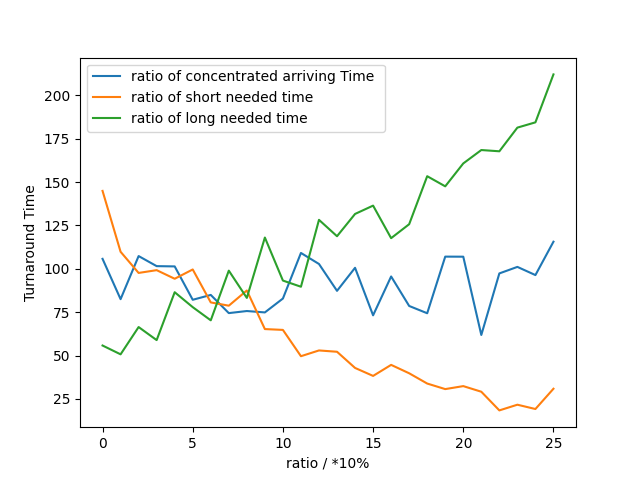 ratio of concentrated arriving Time
ratio of short needed time
ratio of long needed time
Turnaround Time
200
175
150
125
100
75
50
25
0 5 10 15 20 25
ratio / *10%